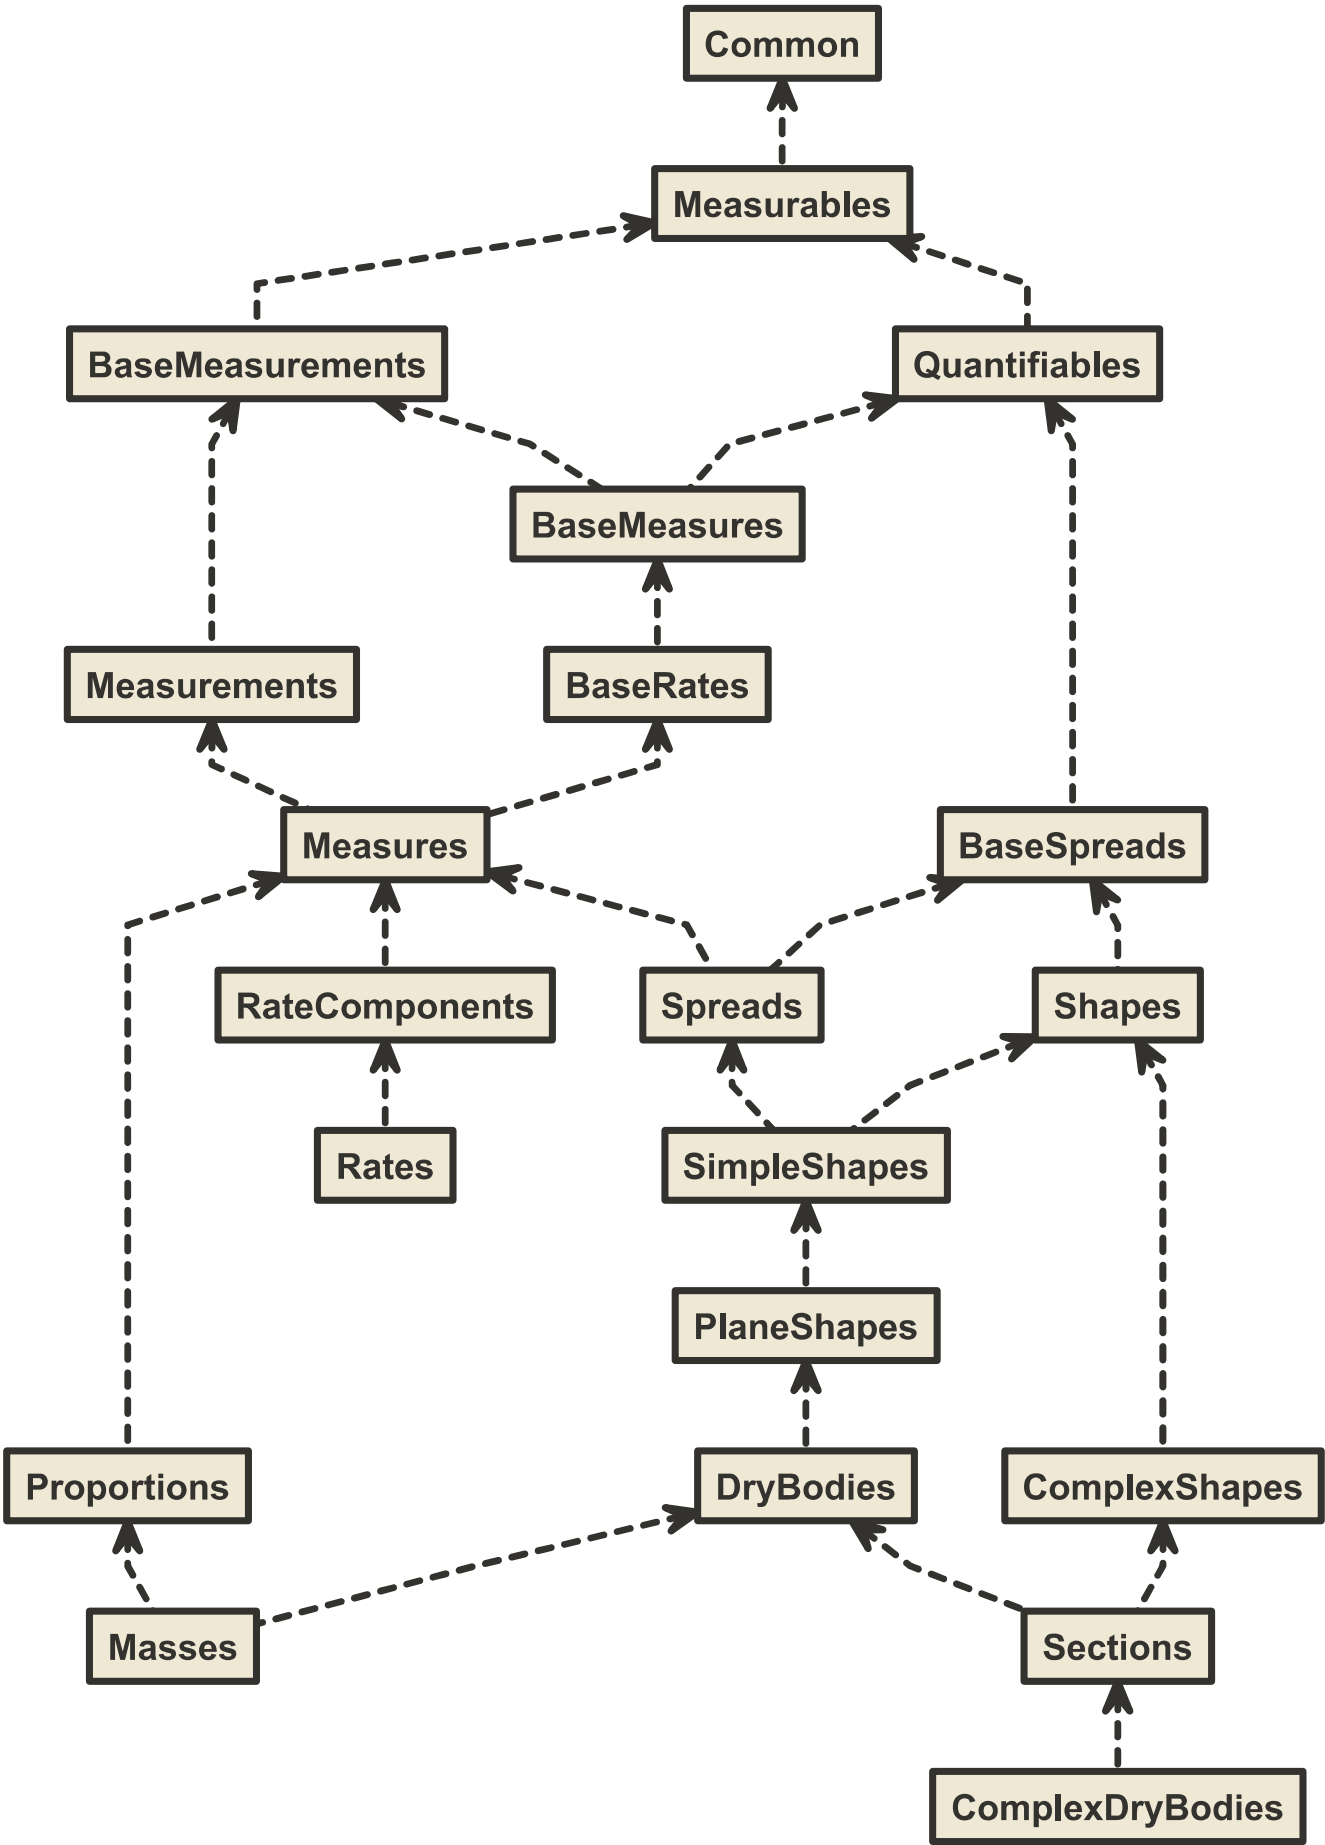 Common
Measurables
BaseMeasurements
Quantifiables
BaseMeasures
Measurements
BaseRates
Measures
BaseSpreads
RateComponents
Spreads
Shapes
Rates
SimpleShapes
PlaneShapes
Proportions
DryBodies
ComplexShapes
Masses
Sections
ComplexDryBodies